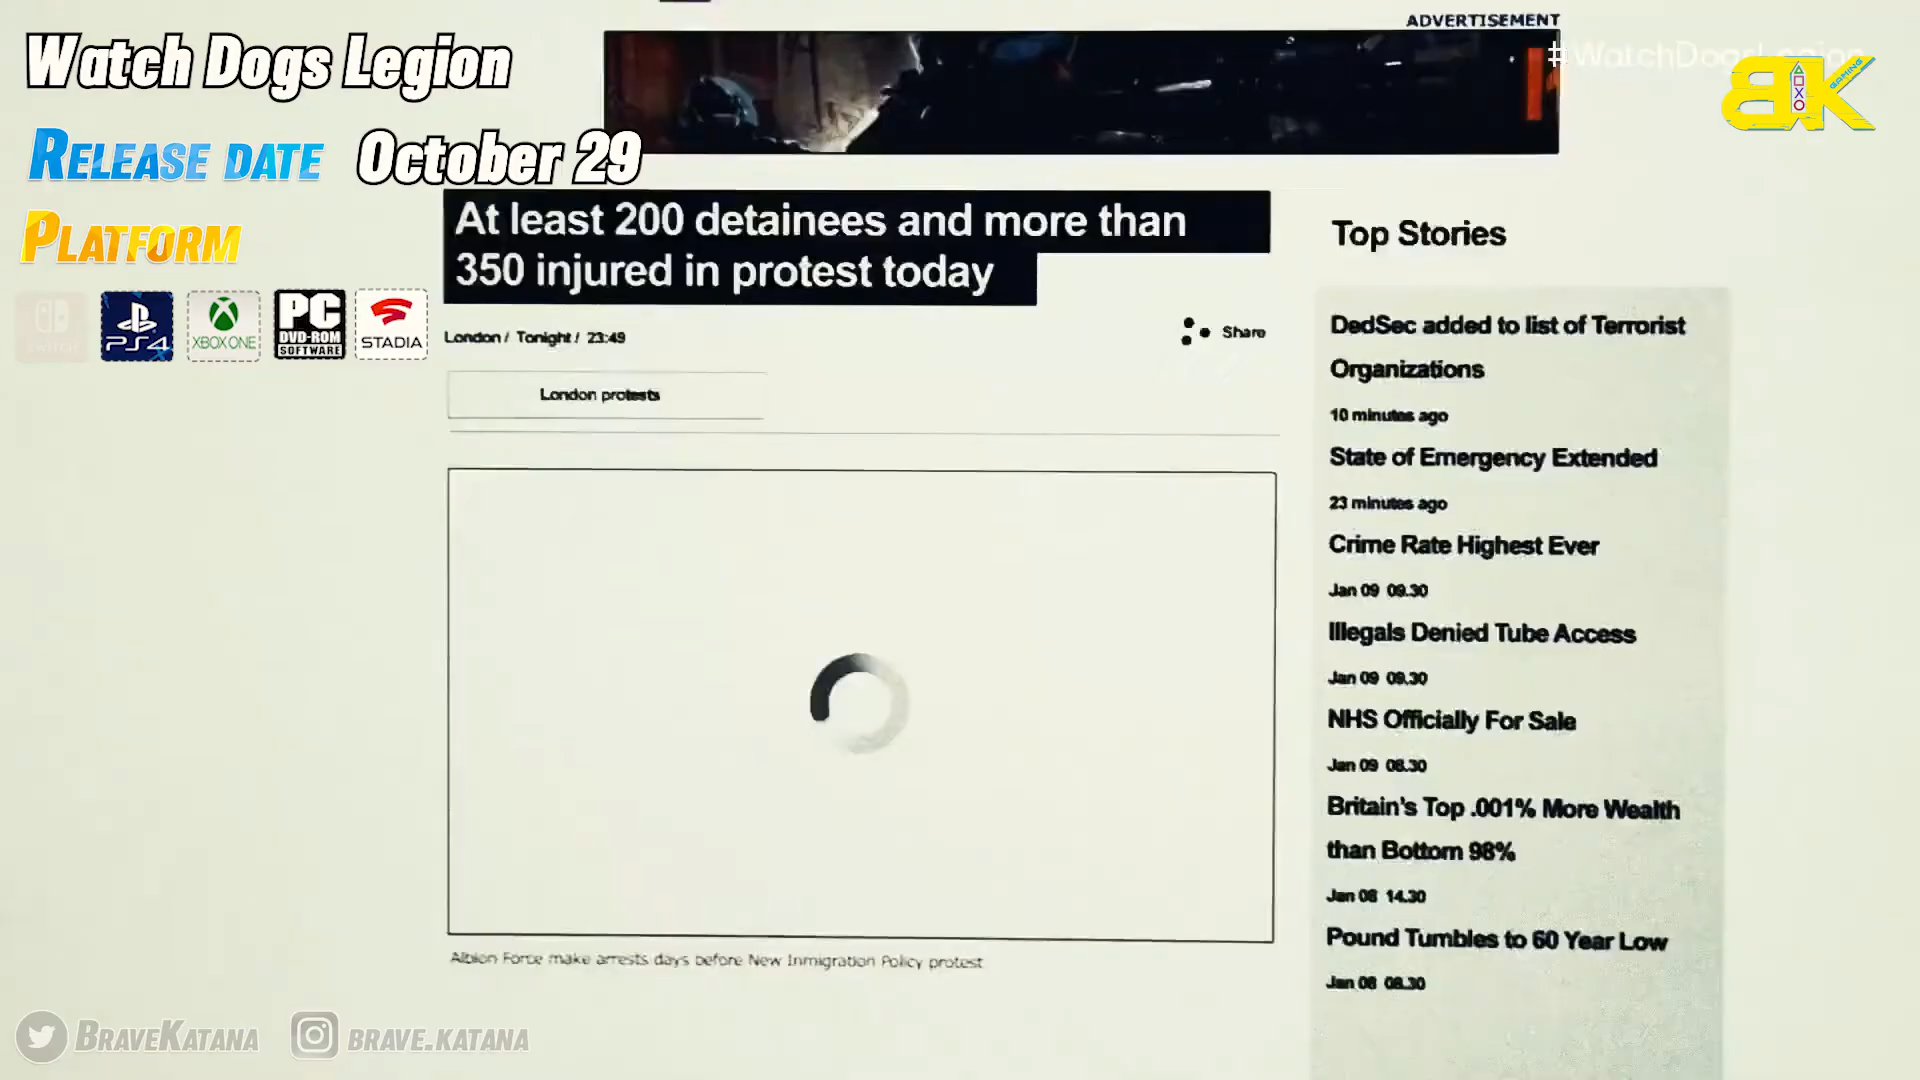 ADVERTISEMENT
#WatchDogsLegion
BK
GAMING
Watch Dogs Legion
RELEASE DATE October 29
PLATFORM
SWITCH
PS4
XBOX ONE
PC
DVD-ROM
SOFTWARE
STADIA
At least 200 detainees and more than
350 injured in protest today
London / Tonight / 23:49
Share
London protests
Albion Force make arrests days before New Inmigration Policy protest
Top Stories
DedSec added to list of Terrorist
Organizations
10 minutes ago
State of Emergency Extended
23 minutes ago
Crime Rate Highest Ever
Jan 09 09.30
Illegals Denied Tube Access
Jan 09 09.30
NHS Officially For Sale
Jan 09 08.30
Britain's Top .001% More Wealth
than Bottom 98%
Jan 08 14.30
Pound Tumbles to 60 Year Low
Jan 08 08.30
BRAVEKATANA
BRAVE.KATANA